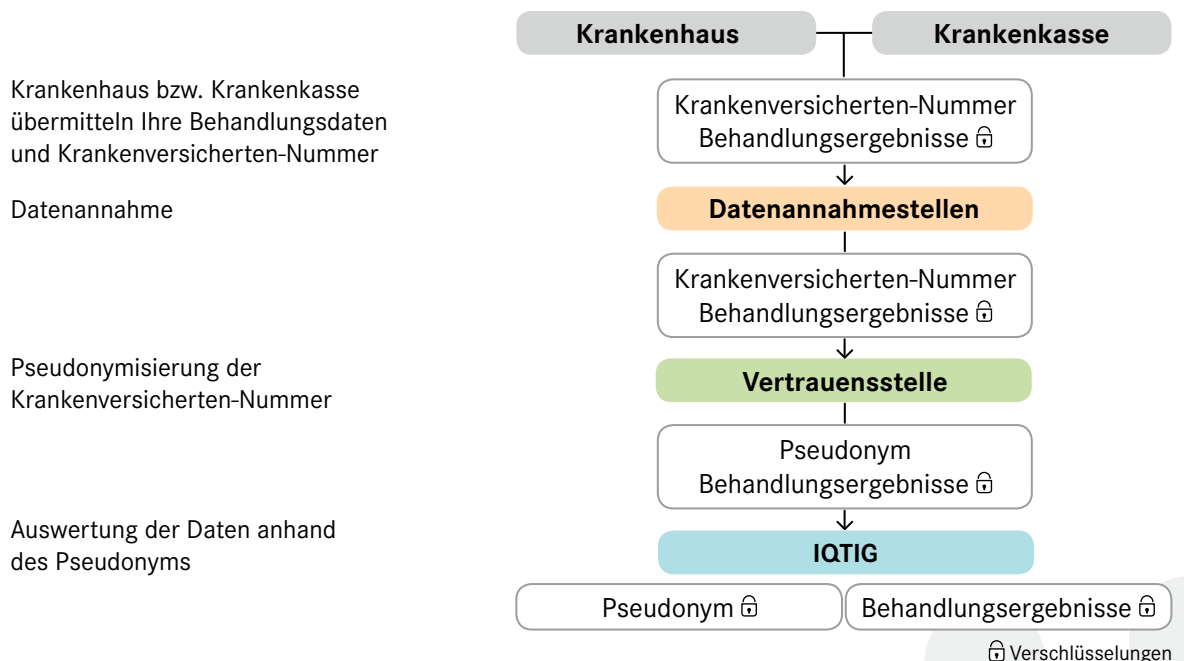 Krankenhaus
Krankenkasse
Krankenhaus bzw. Krankenkasse
übermitteln Ihre Behandlungsdaten
und Krankenversicherten-Nummer
Krankenversicherten-Nummer
Behandlungsergebnisse
Datenannahme
Datenannahmestellen
Krankenversicherten-Nummer
Behandlungsergebnisse
Pseudonymisierung der
Krankenversicherten-Nummer
Vertrauensstelle
Pseudonym
Behandlungsergebnisse
Auswertung der Daten anhand
des Pseudonyms
IQTIG
Pseudonym
Behandlungsergebnisse
Verschlüsselungen